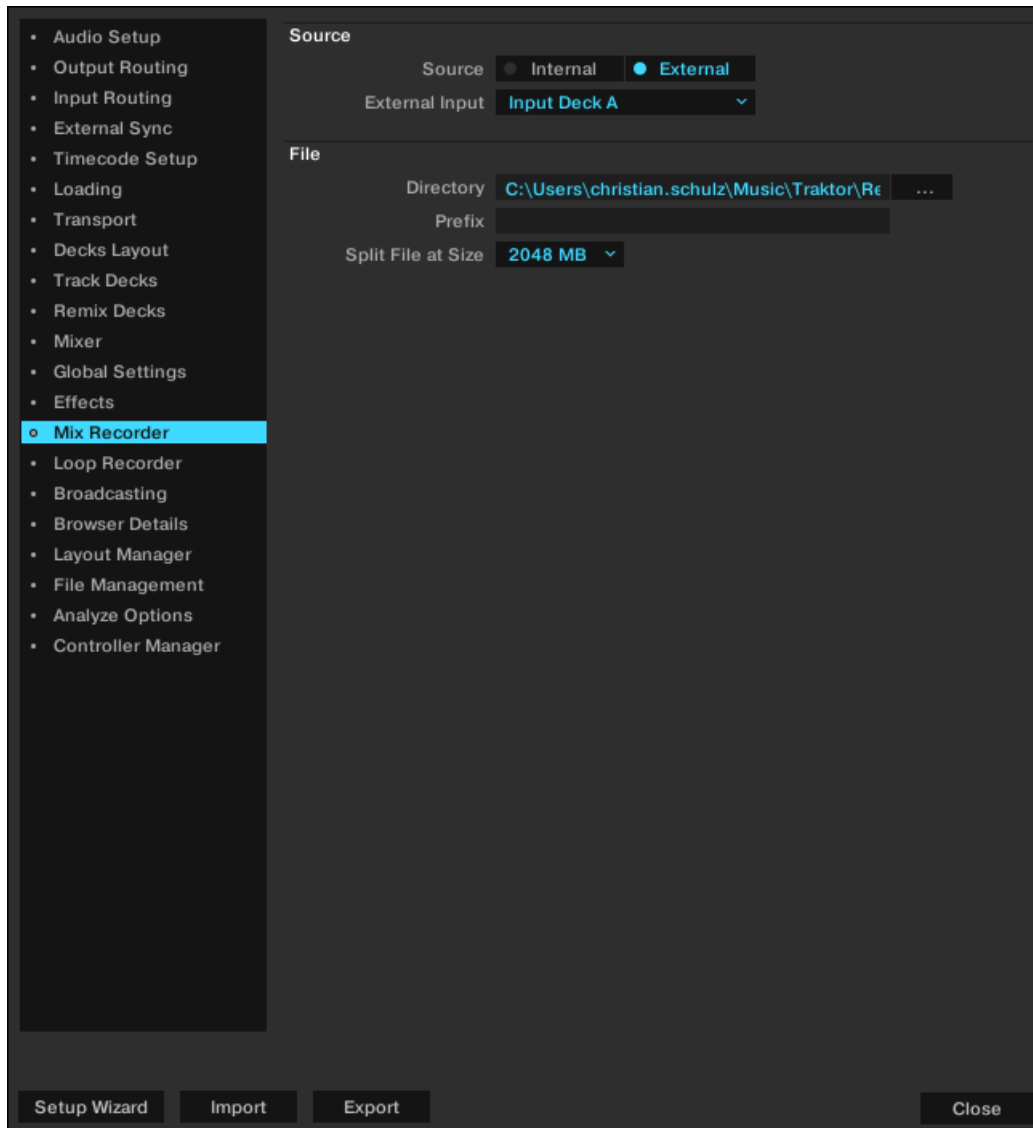 Audio Setup
Output Routing
Input Routing
External Sync
Timecode Setup
Loading
Transport
Decks Layout
Track Decks
Remix Decks
Mixer
Global Settings
Effects
Mix Recorder
Loop Recorder
Broadcasting
Browser Details
Layout Manager
File Management
Analyze Options
Controller Manager
Source
Source Internal External
External Input Input Deck A
File
Directory C:\Users\christian.schulz\Music\Traktor\Re ...
Prefix
Split File at Size 2048 MB
Setup Wizard Import Export Close